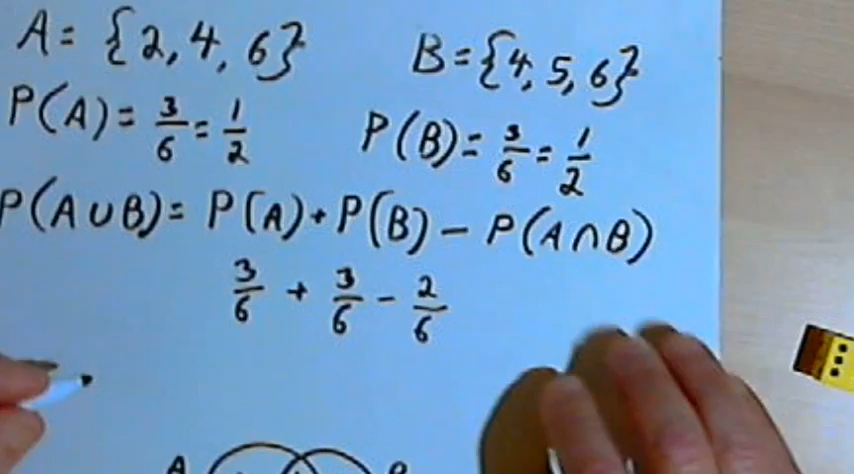 A = {2, 4, 6} B = {4, 5, 6}
P(A) = 3/6 = 1/2 P(B) = 3/6 = 1/2
P(A ∪ B) = P(A) + P(B) - P(A ∩ B)
3/6 + 3/6 - 2/6
A